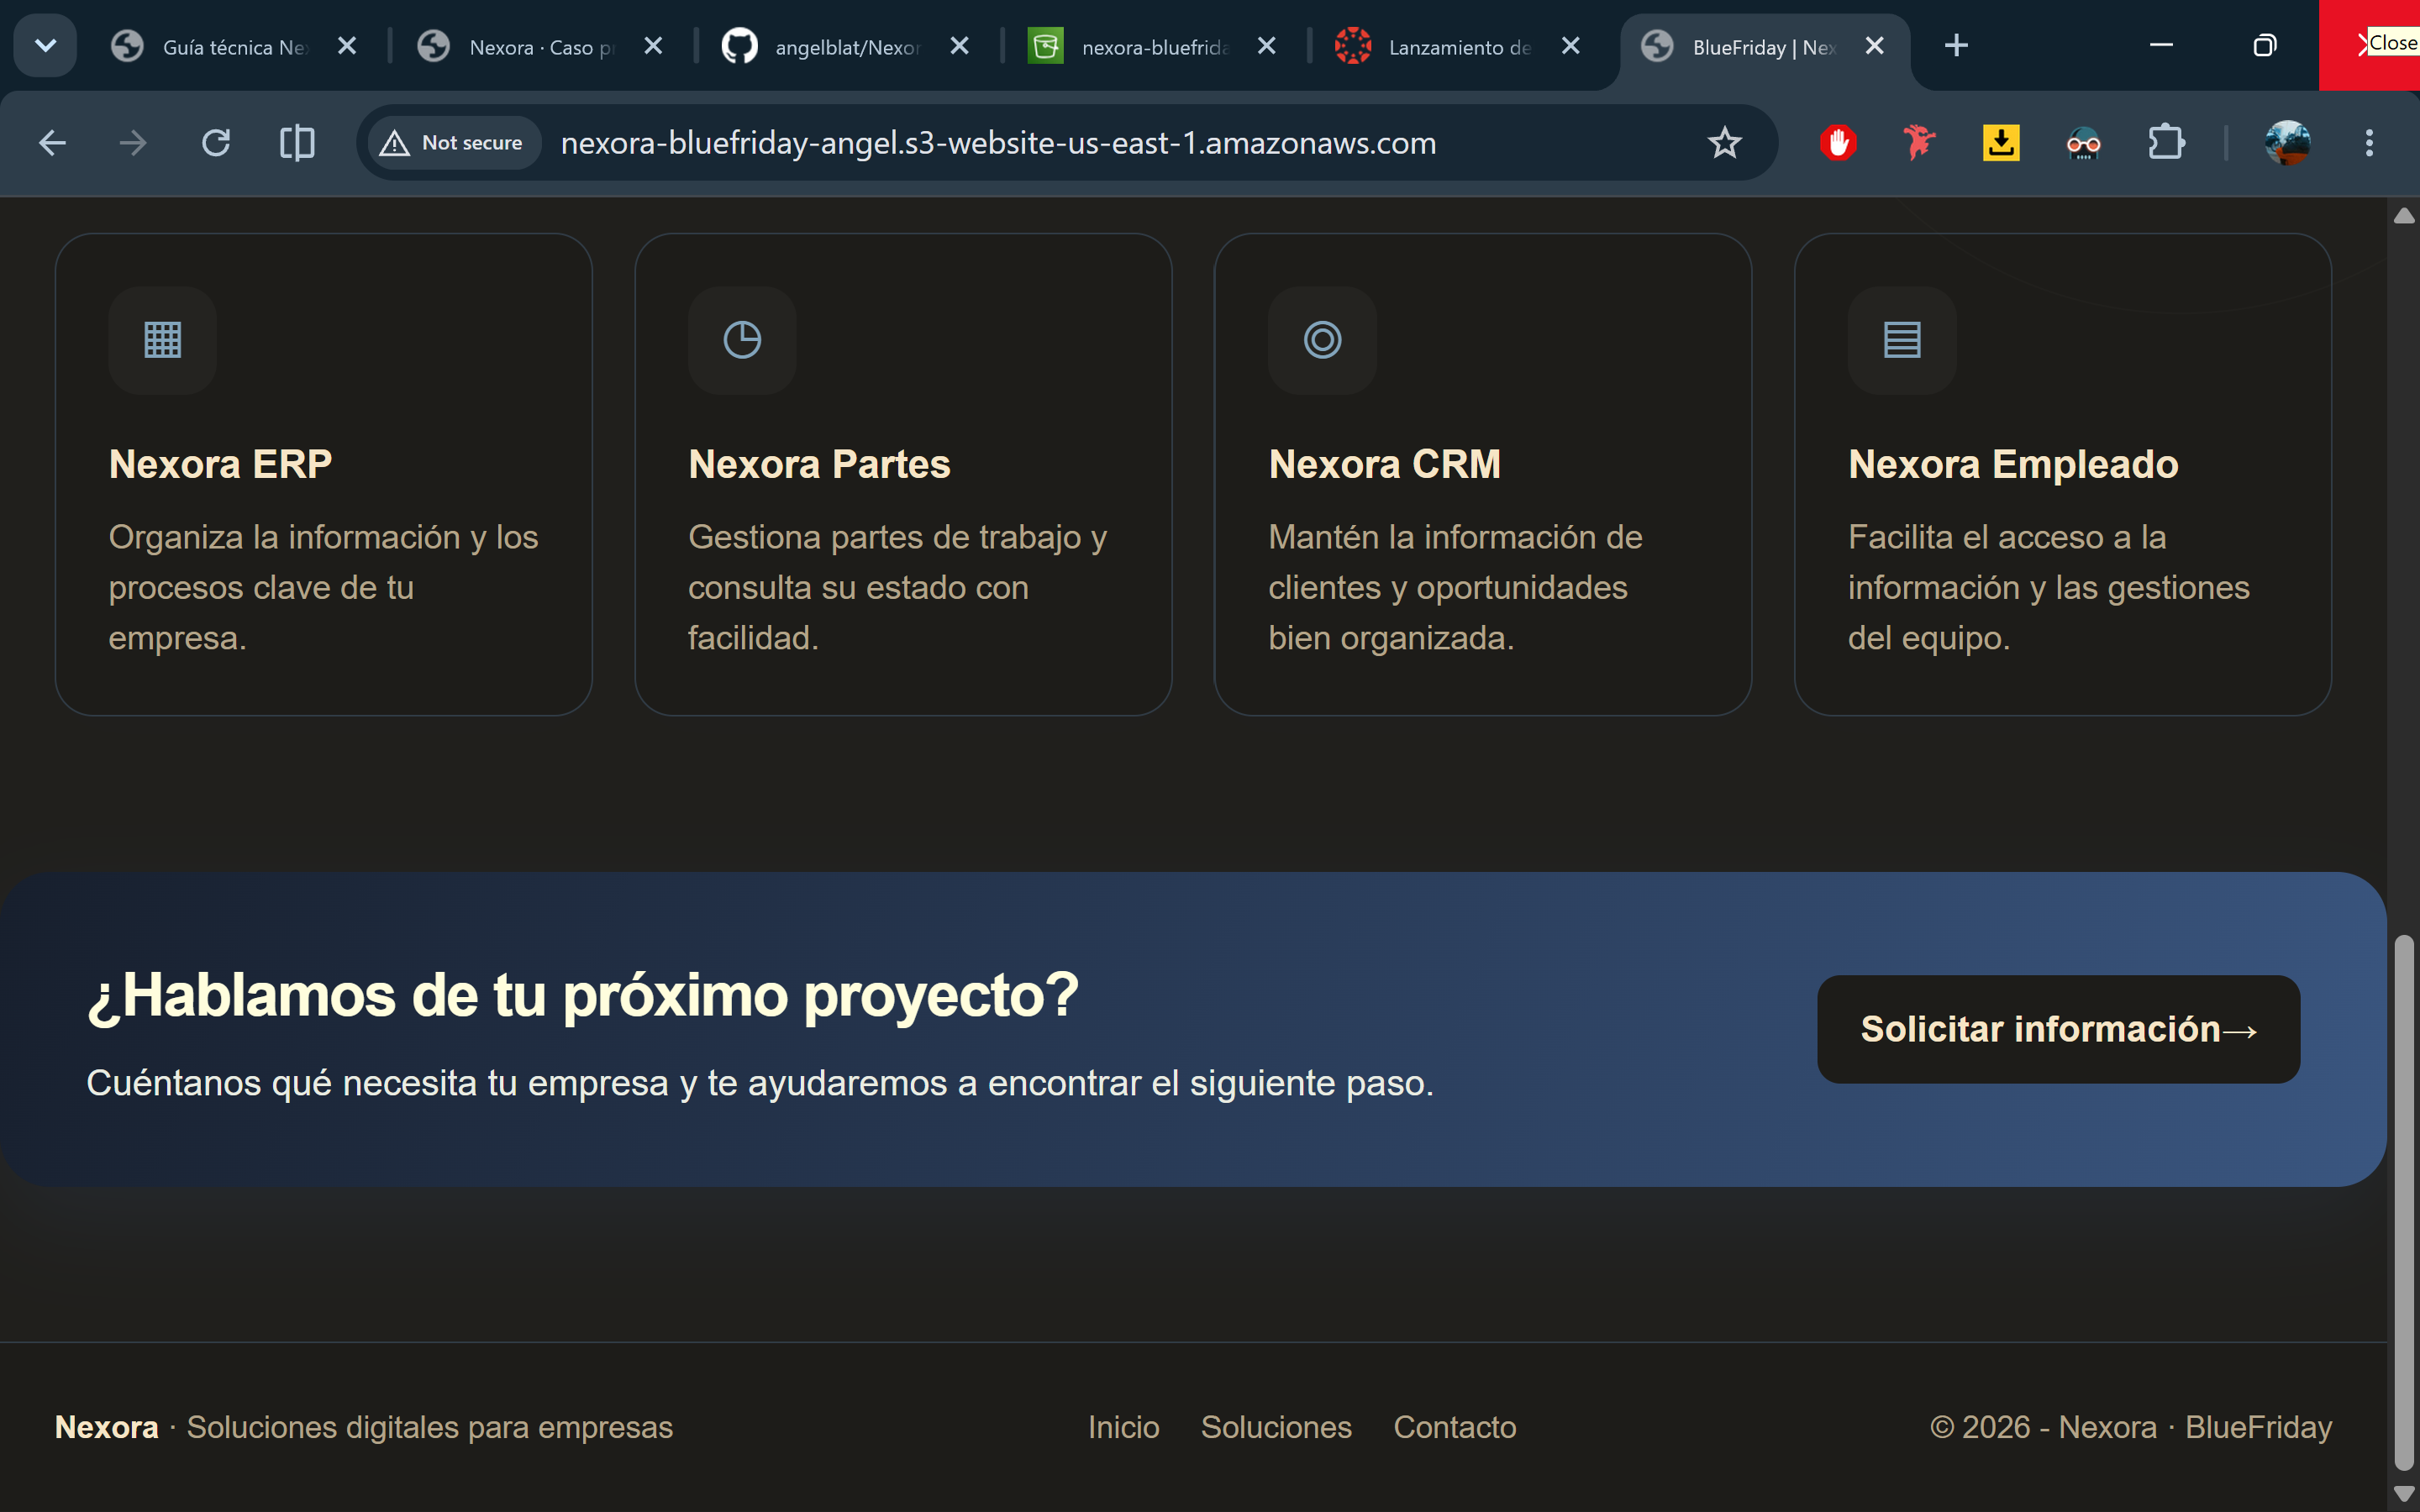 Guía técnica Ne
Nexora · Caso p
angelblat/Nexor
nexora-bluefrid
Lanzamiento de
BlueFriday | Nex
Close
Not secure
nexora-bluefriday-angel.s3-website-us-east-1.amazonaws.com
Nexora ERP
Organiza la información y los
procesos clave de tu
empresa.
Nexora Partes
Gestiona partes de trabajo y
consulta su estado con
facilidad.
Nexora CRM
Mantén la información de
clientes y oportunidades
bien organizada.
Nexora Empleado
Facilita el acceso a la
información y las gestiones
del equipo.
¿Hablamos de tu próximo proyecto?
Cuéntanos qué necesita tu empresa y te ayudaremos a encontrar el siguiente paso.
Solicitar información→
Nexora · Soluciones digitales para empresas
Inicio
Soluciones
Contacto
© 2026 - Nexora · BlueFriday